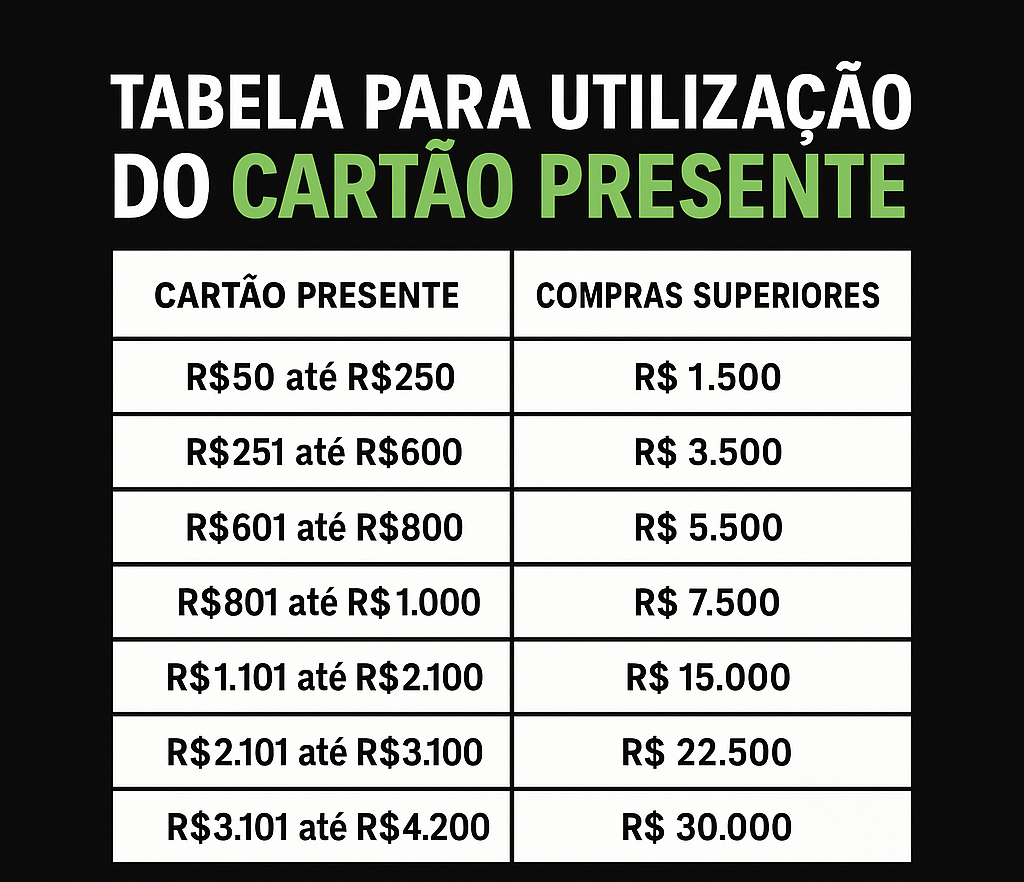 TABELA PARA UTILIZAÇÃO
DO CARTÃO PRESENTE
CARTÃO PRESENTE COMPRAS SUPERIORES
R$50 até R$250 R$ 1.500
R$251 até R$600 R$ 3.500
R$601 até R$800 R$ 5.500
R$801 até R$1.000 R$ 7.500
R$1.101 até R$2.100 R$ 15.000
R$2.101 até R$3.100 R$ 22.500
R$3.101 até R$4.200 R$ 30.000